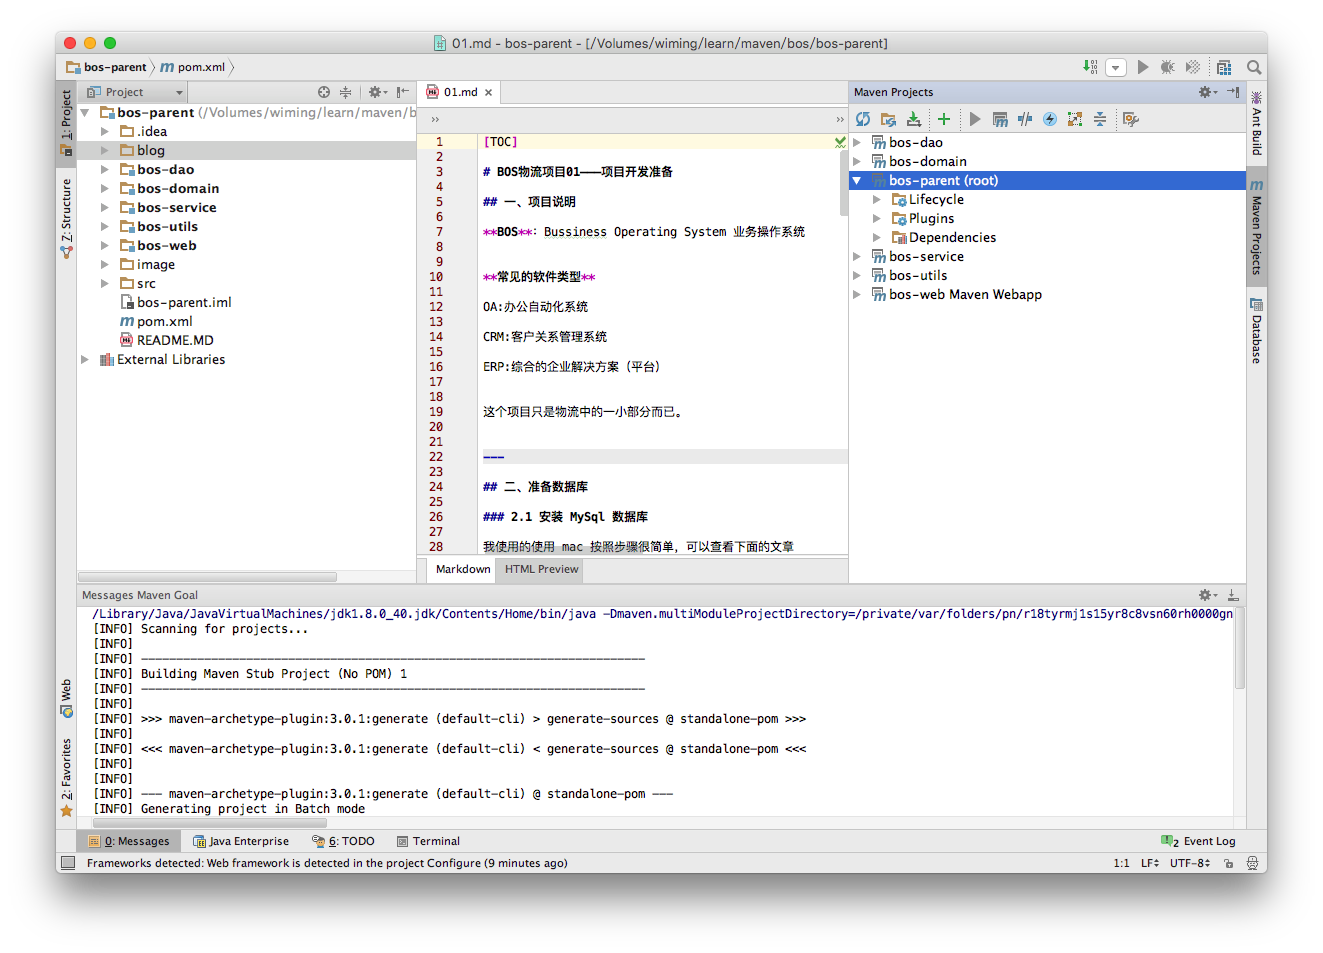 01.md - bos-parent - [/Volumes/wiming/learn/maven/bos/bos-parent]
bos-parent
pom.xml
1: Project
Z: Structure
Web
2: Favorites
Project
bos-parent (/Volumes/wiming/learn/maven/b
.idea
blog
bos-dao
bos-domain
bos-service
bos-utils
bos-web
image
src
bos-parent.iml
pom.xml
README.MD
External Libraries
01.md
1 [TOC]
2
3 # BOS物流项目01———项目开发准备
4
5 ## 一、项目说明
6
7 **BOS**: Bussiness Operating System 业务操作系统
8
9
10 **常见的软件类型**
11
12 OA:办公自动化系统
13
14 CRM:客户关系管理系统
15
16 ERP:综合的企业解决方案（平台）
17
18
19 这个项目只是物流中的一小部分而已。
20
21
22 ---
23
24 ## 二、准备数据库
25
26 ### 2.1 安装 MySql 数据库
27
28 我使用的使用 mac 按照步骤很简单，可以查看下面的文章
Markdown
HTML Preview
Maven Projects
bos-dao
bos-domain
bos-parent (root)
Lifecycle
Plugins
Dependencies
bos-service
bos-utils
bos-web Maven Webapp
Ant Build
Maven Projects
Database
Messages Maven Goal
/Library/Java/JavaVirtualMachines/jdk1.8.0_40.jdk/Contents/Home/bin/java -Dmaven.multiModuleProjectDirectory=/private/var/folders/pn/r18tyrmj1s15yr8c8vsn60rh0000gn
[INFO] Scanning for projects...
[INFO]
[INFO] ------------------------------------------------------------------------
[INFO] Building Maven Stub Project (No POM) 1
[INFO] ------------------------------------------------------------------------
[INFO]
[INFO] >>> maven-archetype-plugin:3.0.1:generate (default-cli) > generate-sources @ standalone-pom >>>
[INFO]
[INFO] <<< maven-archetype-plugin:3.0.1:generate (default-cli) < generate-sources @ standalone-pom <<<
[INFO]
[INFO]
[INFO] --- maven-archetype-plugin:3.0.1:generate (default-cli) @ standalone-pom ---
[INFO] Generating project in Batch mode
0: Messages
Java Enterprise
6: TODO
Terminal
2 Event Log
Frameworks detected: Web framework is detected in the project Configure (9 minutes ago)
1:1
LF
UTF-8